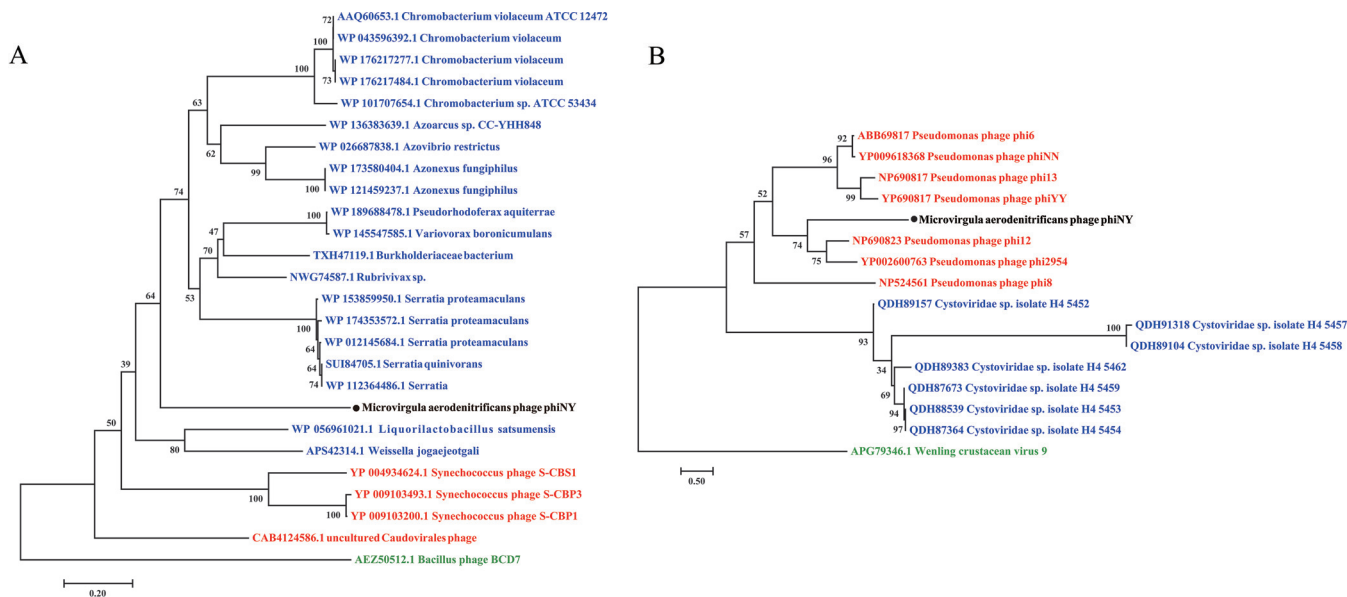 A
72
AAQ60653.1 Chromobacterium violaceum ATCC 12472
100
WP 043596392.1 Chromobacterium violaceum
WP 176217277.1 Chromobacterium violaceum
100
73
WP 176217484.1 Chromobacterium violaceum
WP 101707654.1 Chromobacterium sp. ATCC 53434
63
WP 136383639.1 Azoarcus sp. CC-YHH848
62
WP 026687838.1 Azovibrio restrictus
99
WP 173580404.1 Azonexus fungiphilus
100
WP 121459237.1 Azonexus fungiphilus
74
WP 189688478.1 Pseudorhodoferax aquiterrae
100
WP 145547585.1 Variovorax boronicumulans
47
TXH47119.1 Burkholderiaceae bacterium
70
NWG74587.1 Rubrivivax sp.
53
WP 153859950.1 Serratia proteamaculans
WP 174353572.1 Serratia proteamaculans
100
WP 012145684.1 Serratia proteamaculans
64
SUI84705.1 Serratia quinivorans
64
WP 112364486.1 Serratia
74
64
Microvirgula aerodenitrificans phage phiNY
39
WP 056961021.1 Liquorilactobacillus satsumensis
80
APS42314.1 Weissella jogaejeotgali
50
YP 004934624.1 Synechococcus phage S-CBS1
100
YP 009103493.1 Synechococcus phage S-CBP3
100
YP 009103200.1 Synechococcus phage S-CBP1
CAB4124586.1 uncultured Caudovirales phage
AEZ50512.1 Bacillus phage BCD7
0.20
B
92
ABB69817 Pseudomonas phage phi6
96
YP009618368 Pseudomonas phage phiNN
NP690817 Pseudomonas phage phi13
99
YP690817 Pseudomonas phage phiYY
52
Microvirgula aerodenitrificans phage phiNY
74
NP690823 Pseudomonas phage phi12
75
YP002600763 Pseudomonas phage phi2954
57
NP524561 Pseudomonas phage phi8
QDH89157 Cystoviridae sp. isolate H4 5452
93
100
QDH91318 Cystoviridae sp. isolate H4 5457
QDH89104 Cystoviridae sp. isolate H4 5458
34
QDH89383 Cystoviridae sp. isolate H4 5462
69
QDH87673 Cystoviridae sp. isolate H4 5459
94
QDH88539 Cystoviridae sp. isolate H4 5453
97
QDH87364 Cystoviridae sp. isolate H4 5454
APG79346.1 Wenling crustacean virus 9
0.50